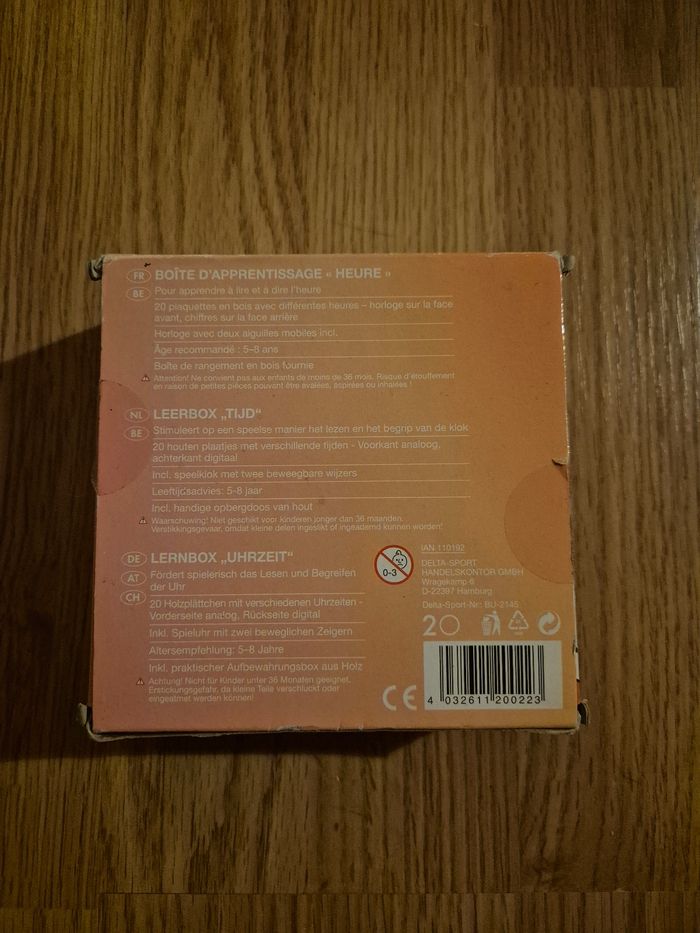 FR BOÎTE D'APPRENTISSAGE « HEURE »
BE Pour apprendre à lire et à dire l'heure
20 plaquettes en bois avec différentes heures – horloge sur la face
avant, chiffres sur la face arrière
Horloge avec deux aiguilles mobiles incl.
Âge recommandé : 5–8 ans
Boîte de rangement en bois fournie
Attention! Ne convient pas aux enfants de moins de 36 mois. Risque d'étouffement
en raison de petites pièces pouvant être avalées, aspirées ou inhalées !
NL LEERBOX „TIJD“
BE Stimuleert op een speelse manier het lezen en het begrip van de klok
20 houten plaatjes met verschillende tijden - Voorkant analoog,
achterkant digitaal
Incl. speelklok met twee beweegbare wijzers
Leeftijdsadvies: 5-8 jaar
Incl. handige opbergdoos van hout
Waarschuwing! Niet geschikt voor kinderen jonger dan 36 maanden.
Verstikkingsgevaar, omdat kleine delen ingeslikt of ingeademd kunnen worden!
DE LERNBOX „UHRZEIT“
AT Fördert spielerisch das Lesen und Begreifen
der Uhr
CH
20 Holzplättchen mit verschiedenen Uhrzeiten -
Vorderseite analog, Rückseite digital
Inkl. Spieluhr mit zwei beweglichen Zeigern
Altersempfehlung: 5-8 Jahre
Inkl. praktischer Aufbewahrungsbox aus Holz
Achtung! Nicht für Kinder unter 36 Monaten geeignet.
Erstickungsgefahr, da kleine Teile verschluckt oder
eingeatmet werden können!
0-3
IAN 110192
DELTA-SPORT
HANDELSKONTOR GMBH
Wragekamp 6
D-22397 Hamburg
Delta-Sport-Nr.: BU-2145
2
CE
4 032611 200223